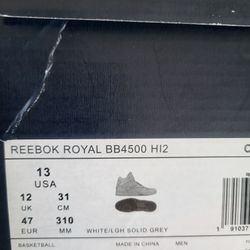 REEBOK ROYAL BB4500 HI2
13
USA
12 31
UK CM
47 310
EUR MM
WHITE/LGH SOLID GREY
BASKETBALL MADE IN CHINA MEN